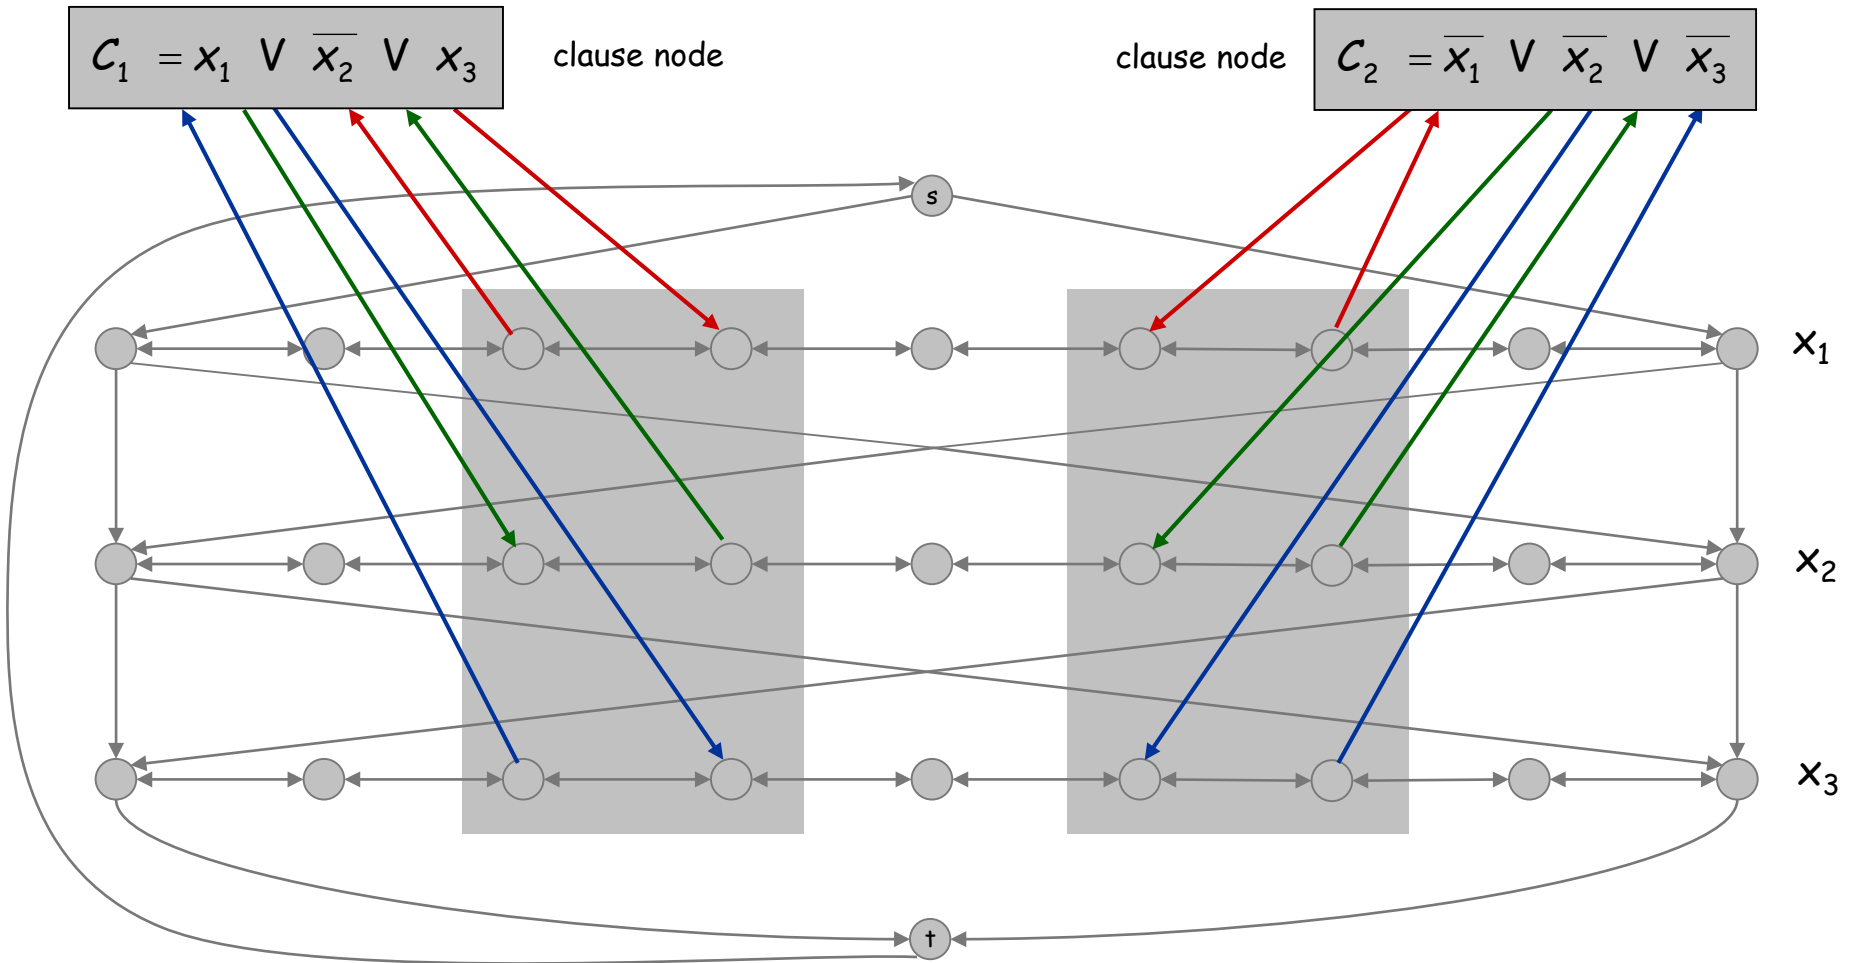 C₁ = x₁ V x̅₂ V x₃
clause node
clause node
C₂ = x̅₁ V x̅₂ V x̅₃
s
x₁
x₂
x₃
t